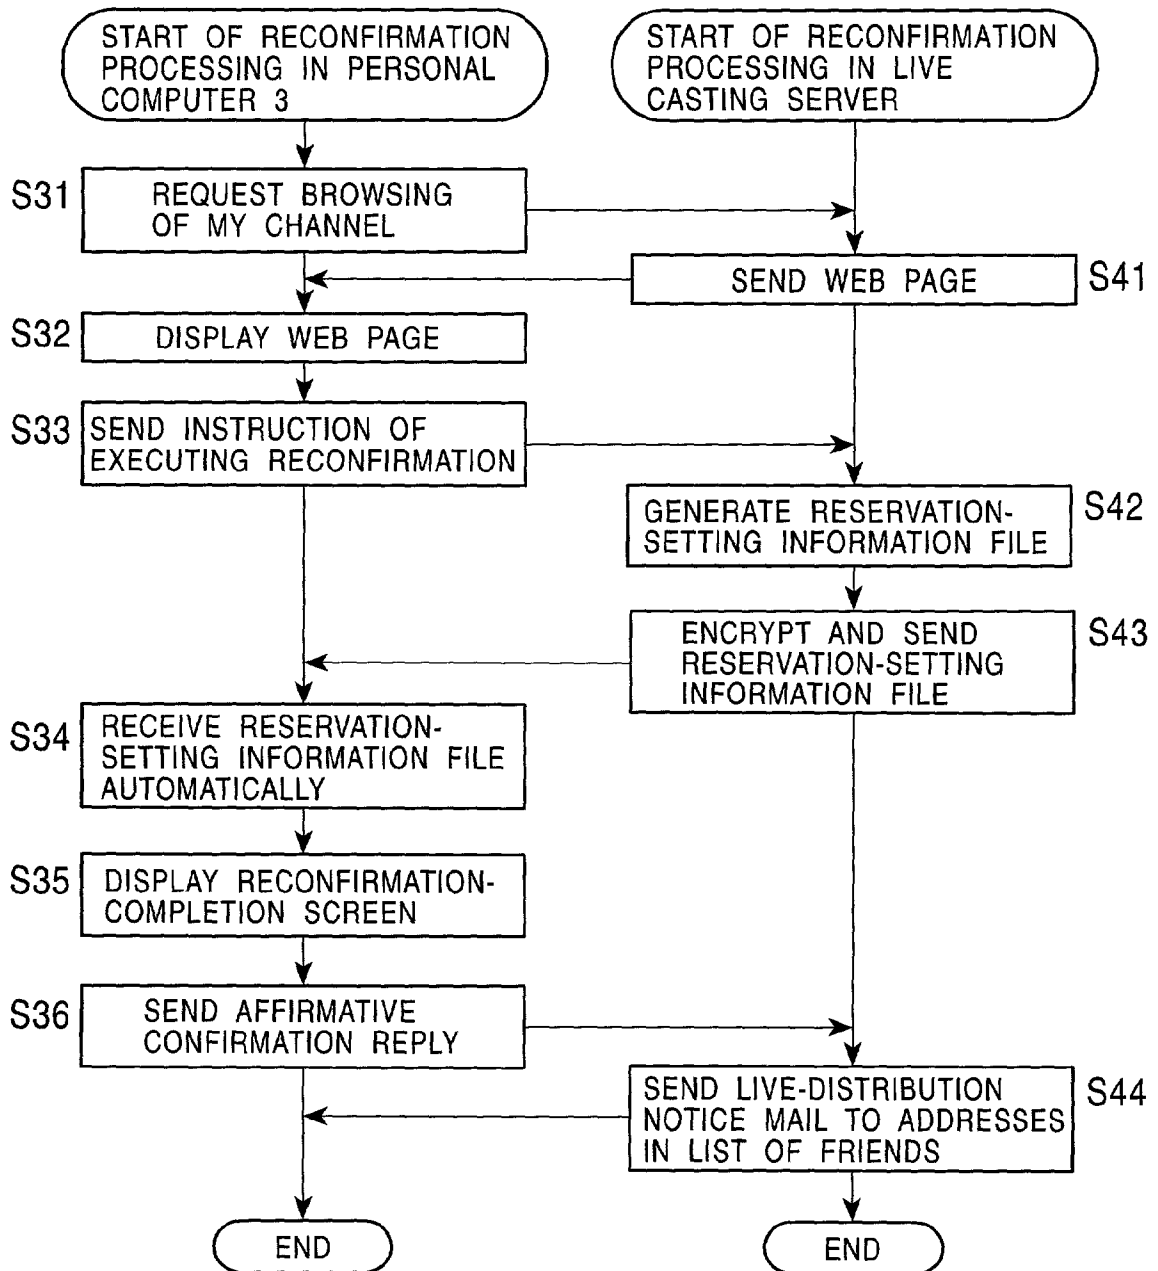 START OF RECONFIRMATION
PROCESSING IN PERSONAL
COMPUTER 3
START OF RECONFIRMATION
PROCESSING IN LIVE
CASTING SERVER
S31
REQUEST BROWSING
OF MY CHANNEL
SEND WEB PAGE
S41
S32
DISPLAY WEB PAGE
S33
SEND INSTRUCTION OF
EXECUTING RECONFIRMATION
GENERATE RESERVATION-
SETTING INFORMATION FILE
S42
ENCRYPT AND SEND
RESERVATION-SETTING
INFORMATION FILE
S43
S34
RECEIVE RESERVATION-
SETTING INFORMATION FILE
AUTOMATICALLY
S35
DISPLAY RECONFIRMATION-
COMPLETION SCREEN
S36
SEND AFFIRMATIVE
CONFIRMATION REPLY
SEND LIVE-DISTRIBUTION
NOTICE MAIL TO ADDRESSES
IN LIST OF FRIENDS
S44
END
END